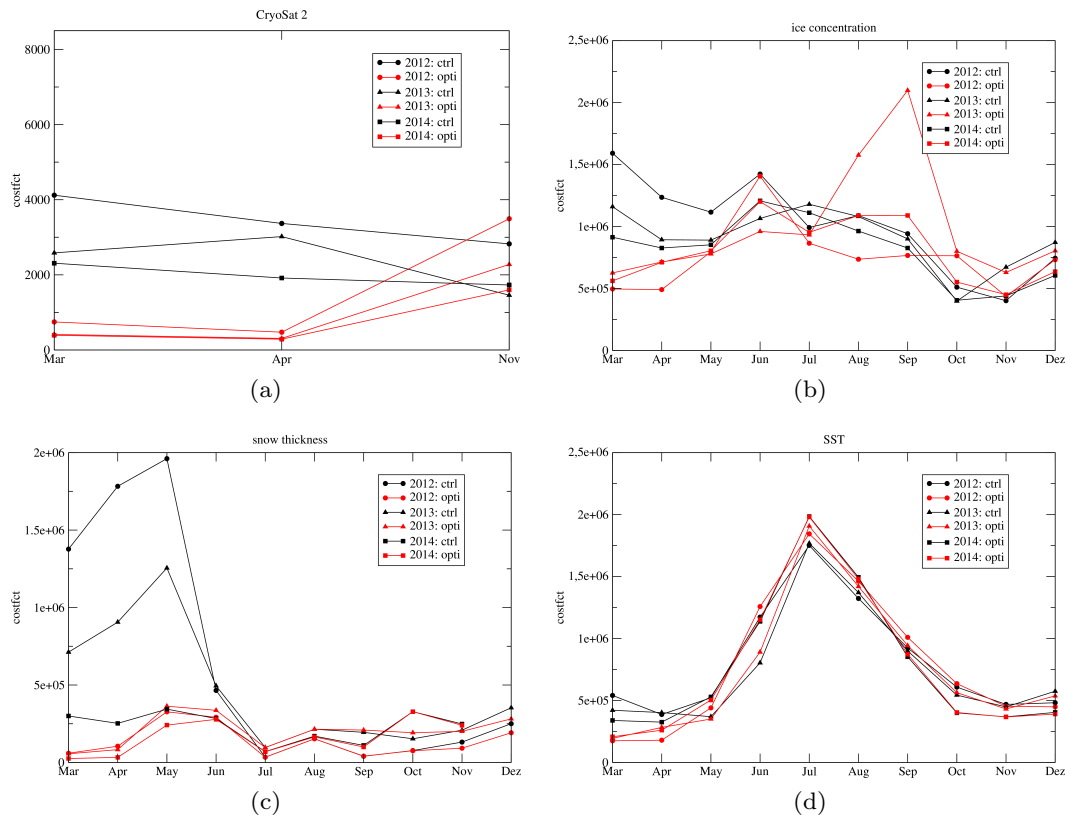 CryoSat 2
8000
6000
4000
2000
0
costfct
Mar Apr Nov
2012: ctrl
2012: opti
2013: ctrl
2013: opti
2014: ctrl
2014: opti
(a)
ice concentration
2,5e+06
2e+06
1,5e+06
1e+06
5e+05
0
costfct
Mar Apr May Jun Jul Aug Sep Oct Nov Dez
2012: ctrl
2012: opti
2013: ctrl
2013: opti
2014: ctrl
2014: opti
(b)
snow thickness
2e+06
1,5e+06
1e+06
5e+05
0
costfct
Mar Apr May Jun Jul Aug Sep Oct Nov Dez
2012: ctrl
2012: opti
2013: ctrl
2013: opti
2014: ctrl
2014: opti
(c)
SST
2,5e+06
2e+06
1,5e+06
1e+06
5e+05
0
costfct
Mar Apr May Jun Jul Aug Sep Oct Nov Dez
2012: ctrl
2012: opti
2013: ctrl
2013: opti
2014: ctrl
2014: opti
(d)